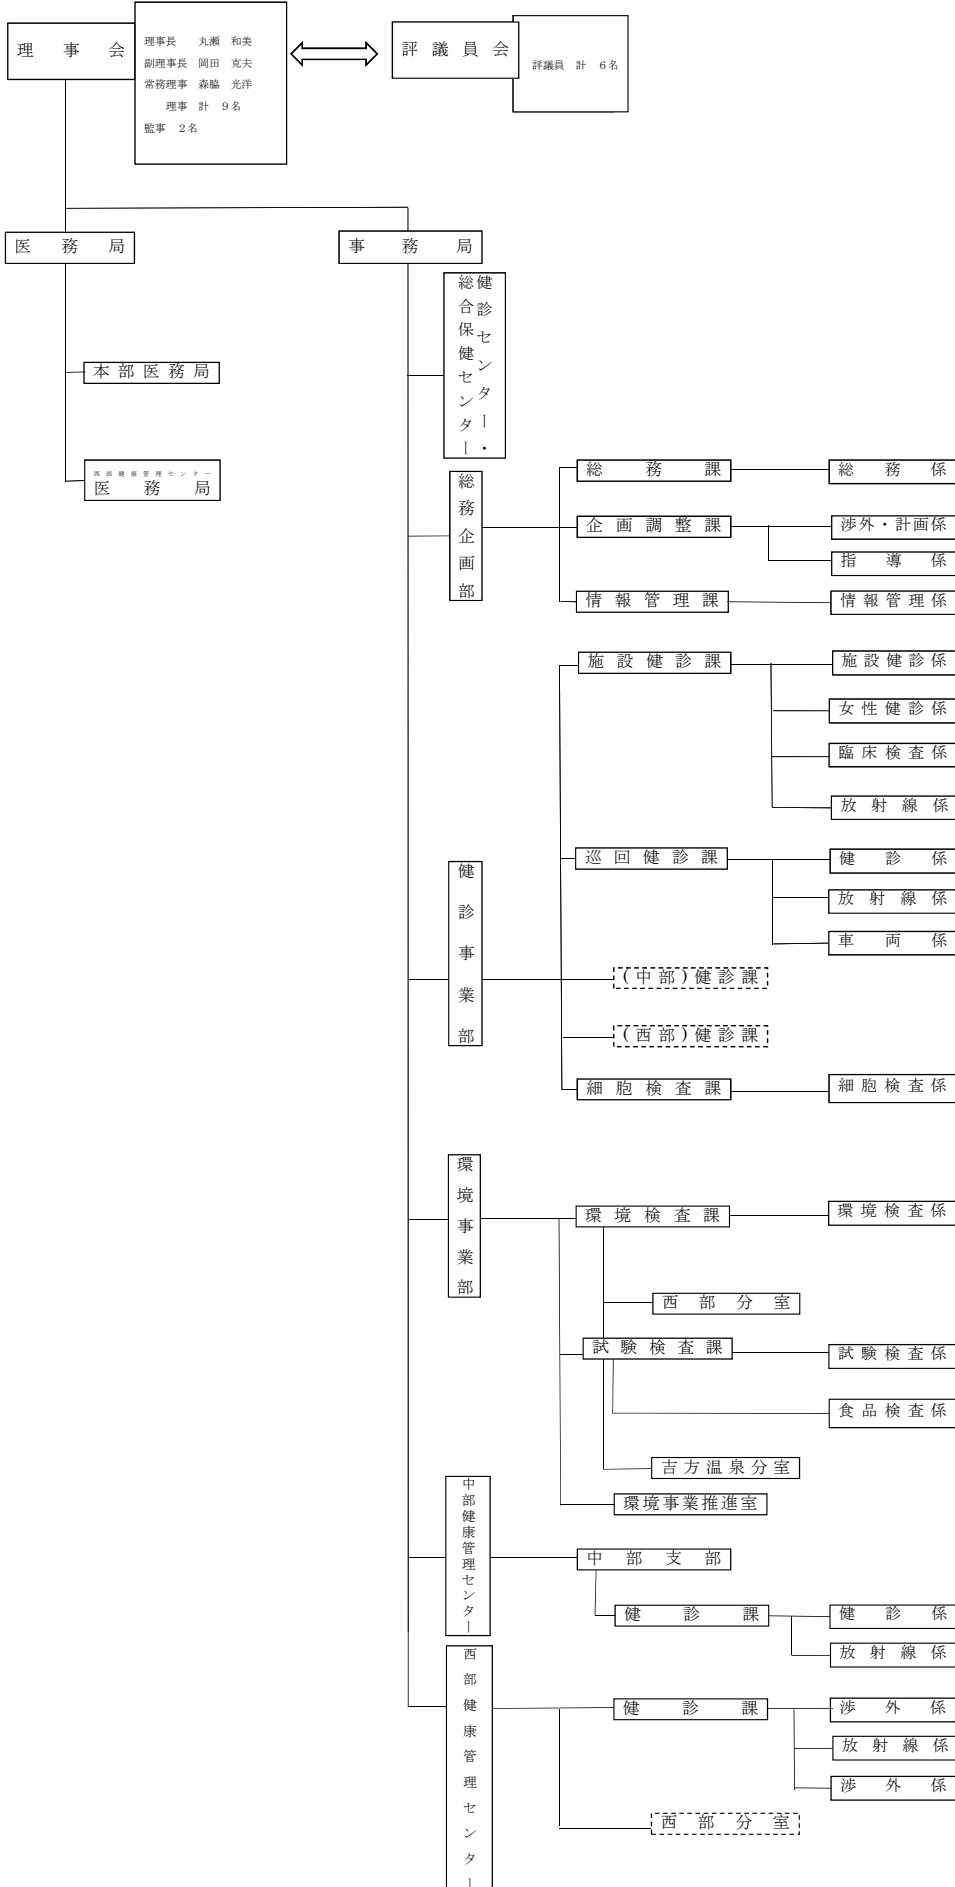 理事会
理事長 丸瀬 和美
副理事長 岡田 克夫
常務理事 森脇 光洋
理事 計 9名
監事 2名
評議員会
評議員 計 6名
医務局
事務局
健診センター・
総合保健センター
本部医務局
西部健康管理センター
医務局
総務企画部
総務課
総務係
企画調整課
渉外・計画係
指導係
情報管理課
情報管理係
健診事業部
施設健診課
施設健診係
女性健診係
臨床検査係
放射線係
巡回健診課
健診係
放射線係
車両係
(中部)健診課
(西部)健診課
細胞検査課
細胞検査係
環境事業部
環境検査課
環境検査係
西部分室
試験検査課
試験検査係
食品検査係
吉方温泉分室
環境事業推進室
中部健康管理センター
中部支部
健診課
健診係
放射線係
西部健康管理センター
健診課
渉外係
放射線係
渉外係
西部分室